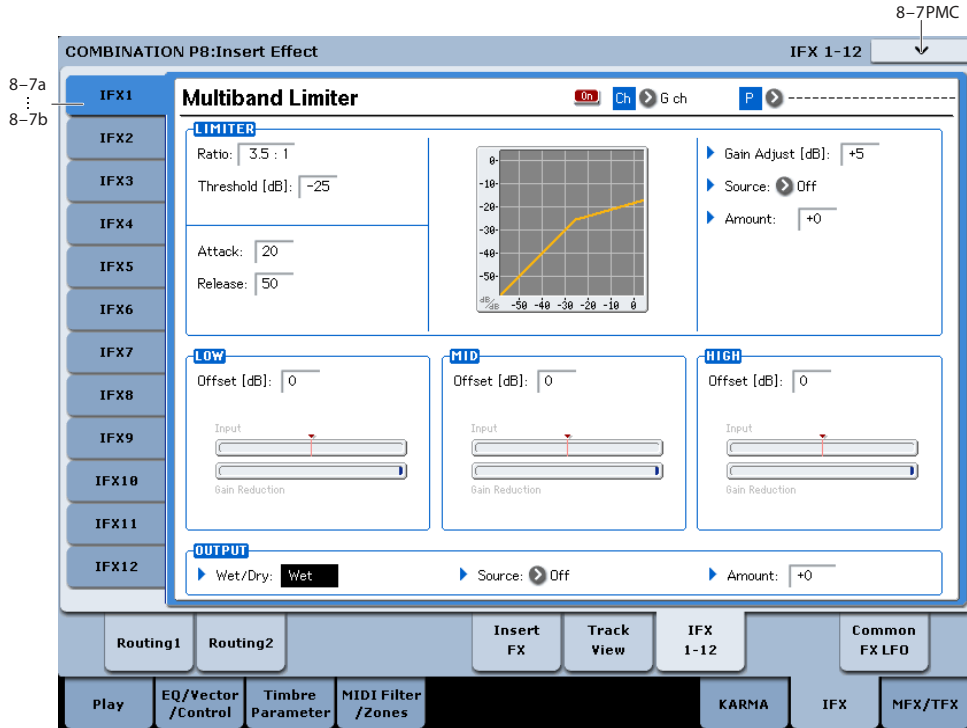 8–7PMC
COMBINATION P8:Insert Effect IFX 1-12
8–7a
8–7b
IFX1
IFX2
IFX3
IFX4
IFX5
IFX6
IFX7
IFX8
IFX9
IFX10
IFX11
IFX12
Multiband Limiter On Ch G ch P ------------------------
LIMITER
Ratio: 3.5 : 1
Threshold [dB]: -25
Attack: 20
Release: 50
0-
-10-
-20-
-30-
-40-
-50-
dB/dB -50 -40 -30 -20 -10 0
Gain Adjust [dB]: +5
Source: Off
Amount: +0
LOW
Offset [dB]: 0
Input
Gain Reduction
MID
Offset [dB]: 0
Input
Gain Reduction
HIGH
Offset [dB]: 0
Input
Gain Reduction
OUTPUT
Wet/Dry: Wet Source: Off Amount: +0
Routing1
Routing2
Insert
FX
Track
View
IFX
1-12
Common
FX LFO
Play
EQ/Vector
/Control
Timbre
Parameter
MIDI Filter
/Zones
KARMA
IFX
MFX/TFX